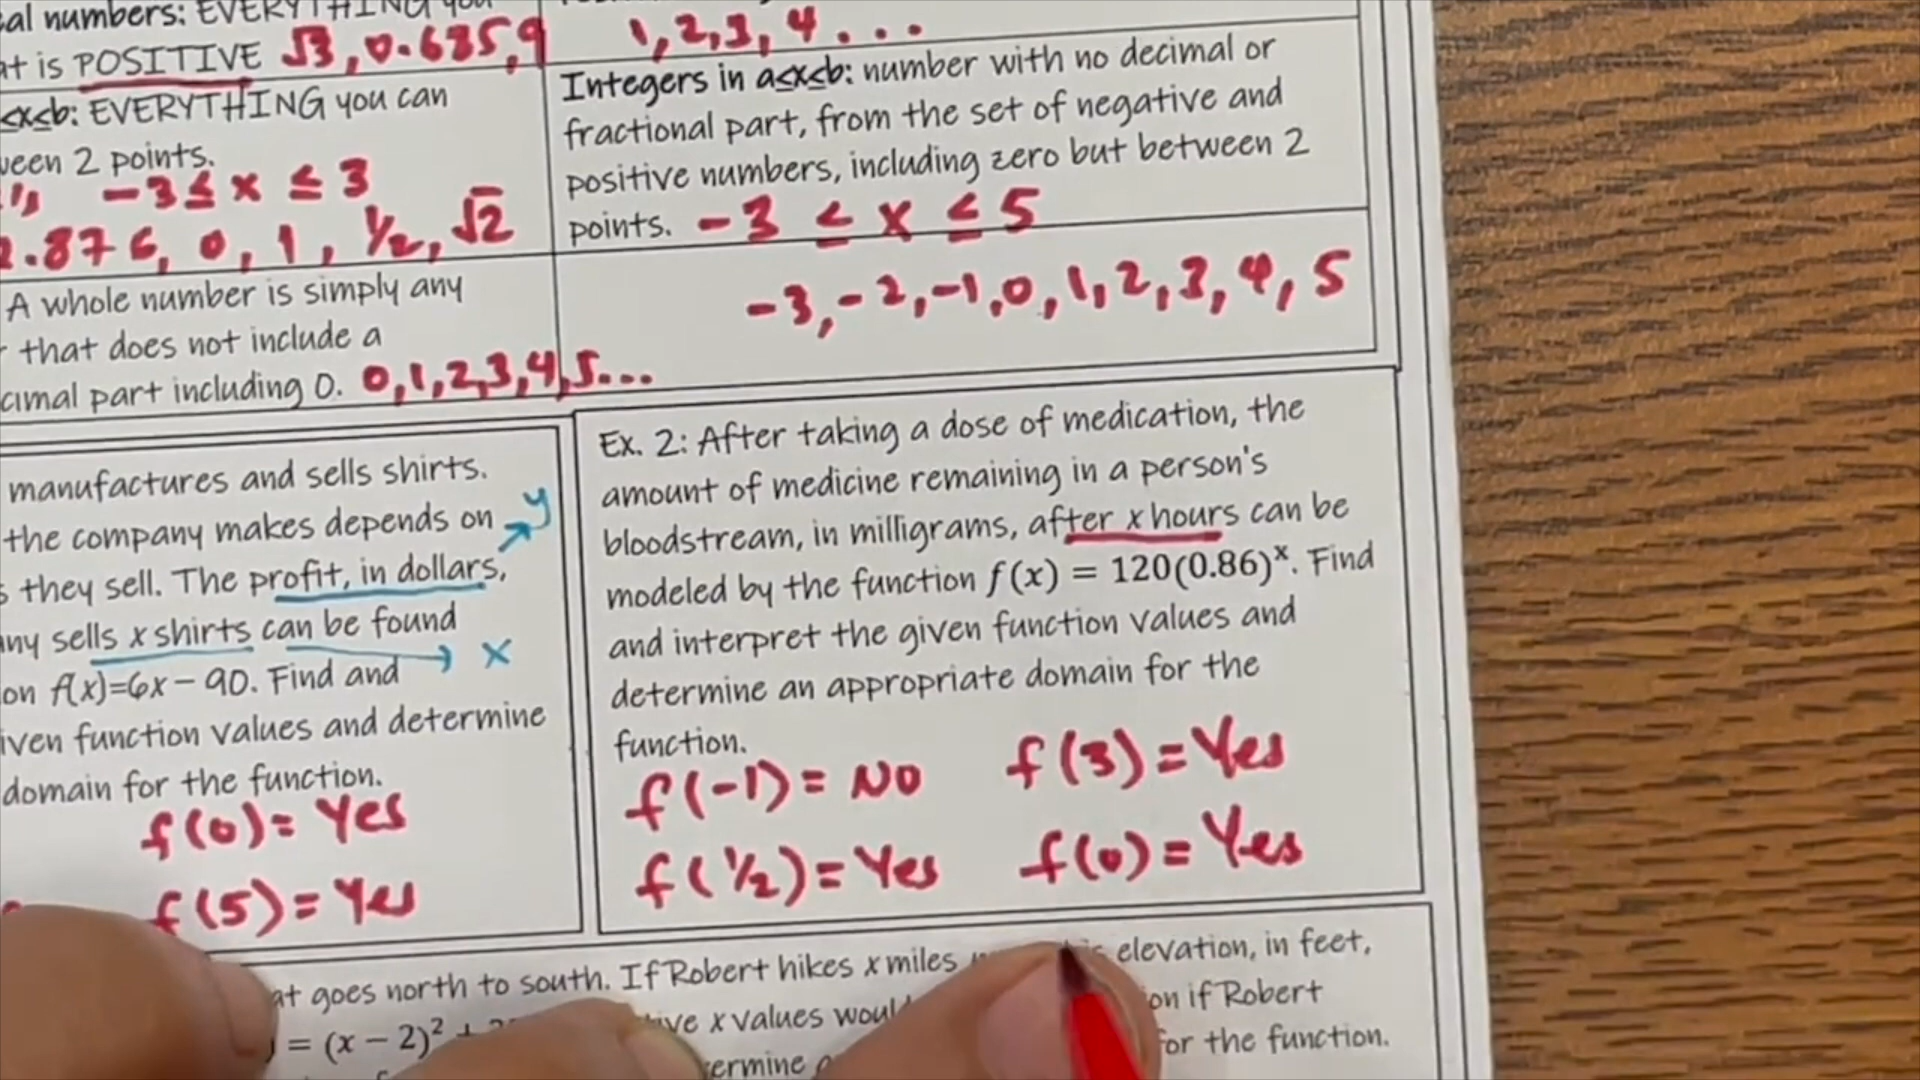 al numbers: EVERYTHING you
at is POSITIVE √3, 0.685, 9
≤x≤b: EVERYTHING you can
ween 2 points.
-3 ≤ x ≤ 3
.876, 0, 1, 1/2, √2
A whole number is simply any
that does not include a
cimal part including 0. 0,1,2,3,4,5...
1,2,3,4...
Integers in a≤x≤b: number with no decimal or
fractional part, from the set of negative and
positive numbers, including zero but between 2
points. -3 ≤ x ≤ 5
-3,-2,-1,0,1,2,3,4,5
manufactures and sells shirts.
the company makes depends on
y
s they sell. The profit, in dollars,
any sells x shirts can be found
x
on f(x)=6x – 90. Find and
iven function values and determine
domain for the function.
f(0)= Yes
f(5)= Yes
Ex. 2: After taking a dose of medication, the
amount of medicine remaining in a person's
bloodstream, in milligrams, after x hours can be
modeled by the function f(x) = 120(0.86)ˣ. Find
and interpret the given function values and
determine an appropriate domain for the
function.
f(-1)= No f(3)= Yes
f(1/2)= Yes f(0)= Yes
at goes north to south. If Robert hikes x miles elevation, in feet,
= (x – 2)² + ive x values woul on if Robert
ermine for the function.